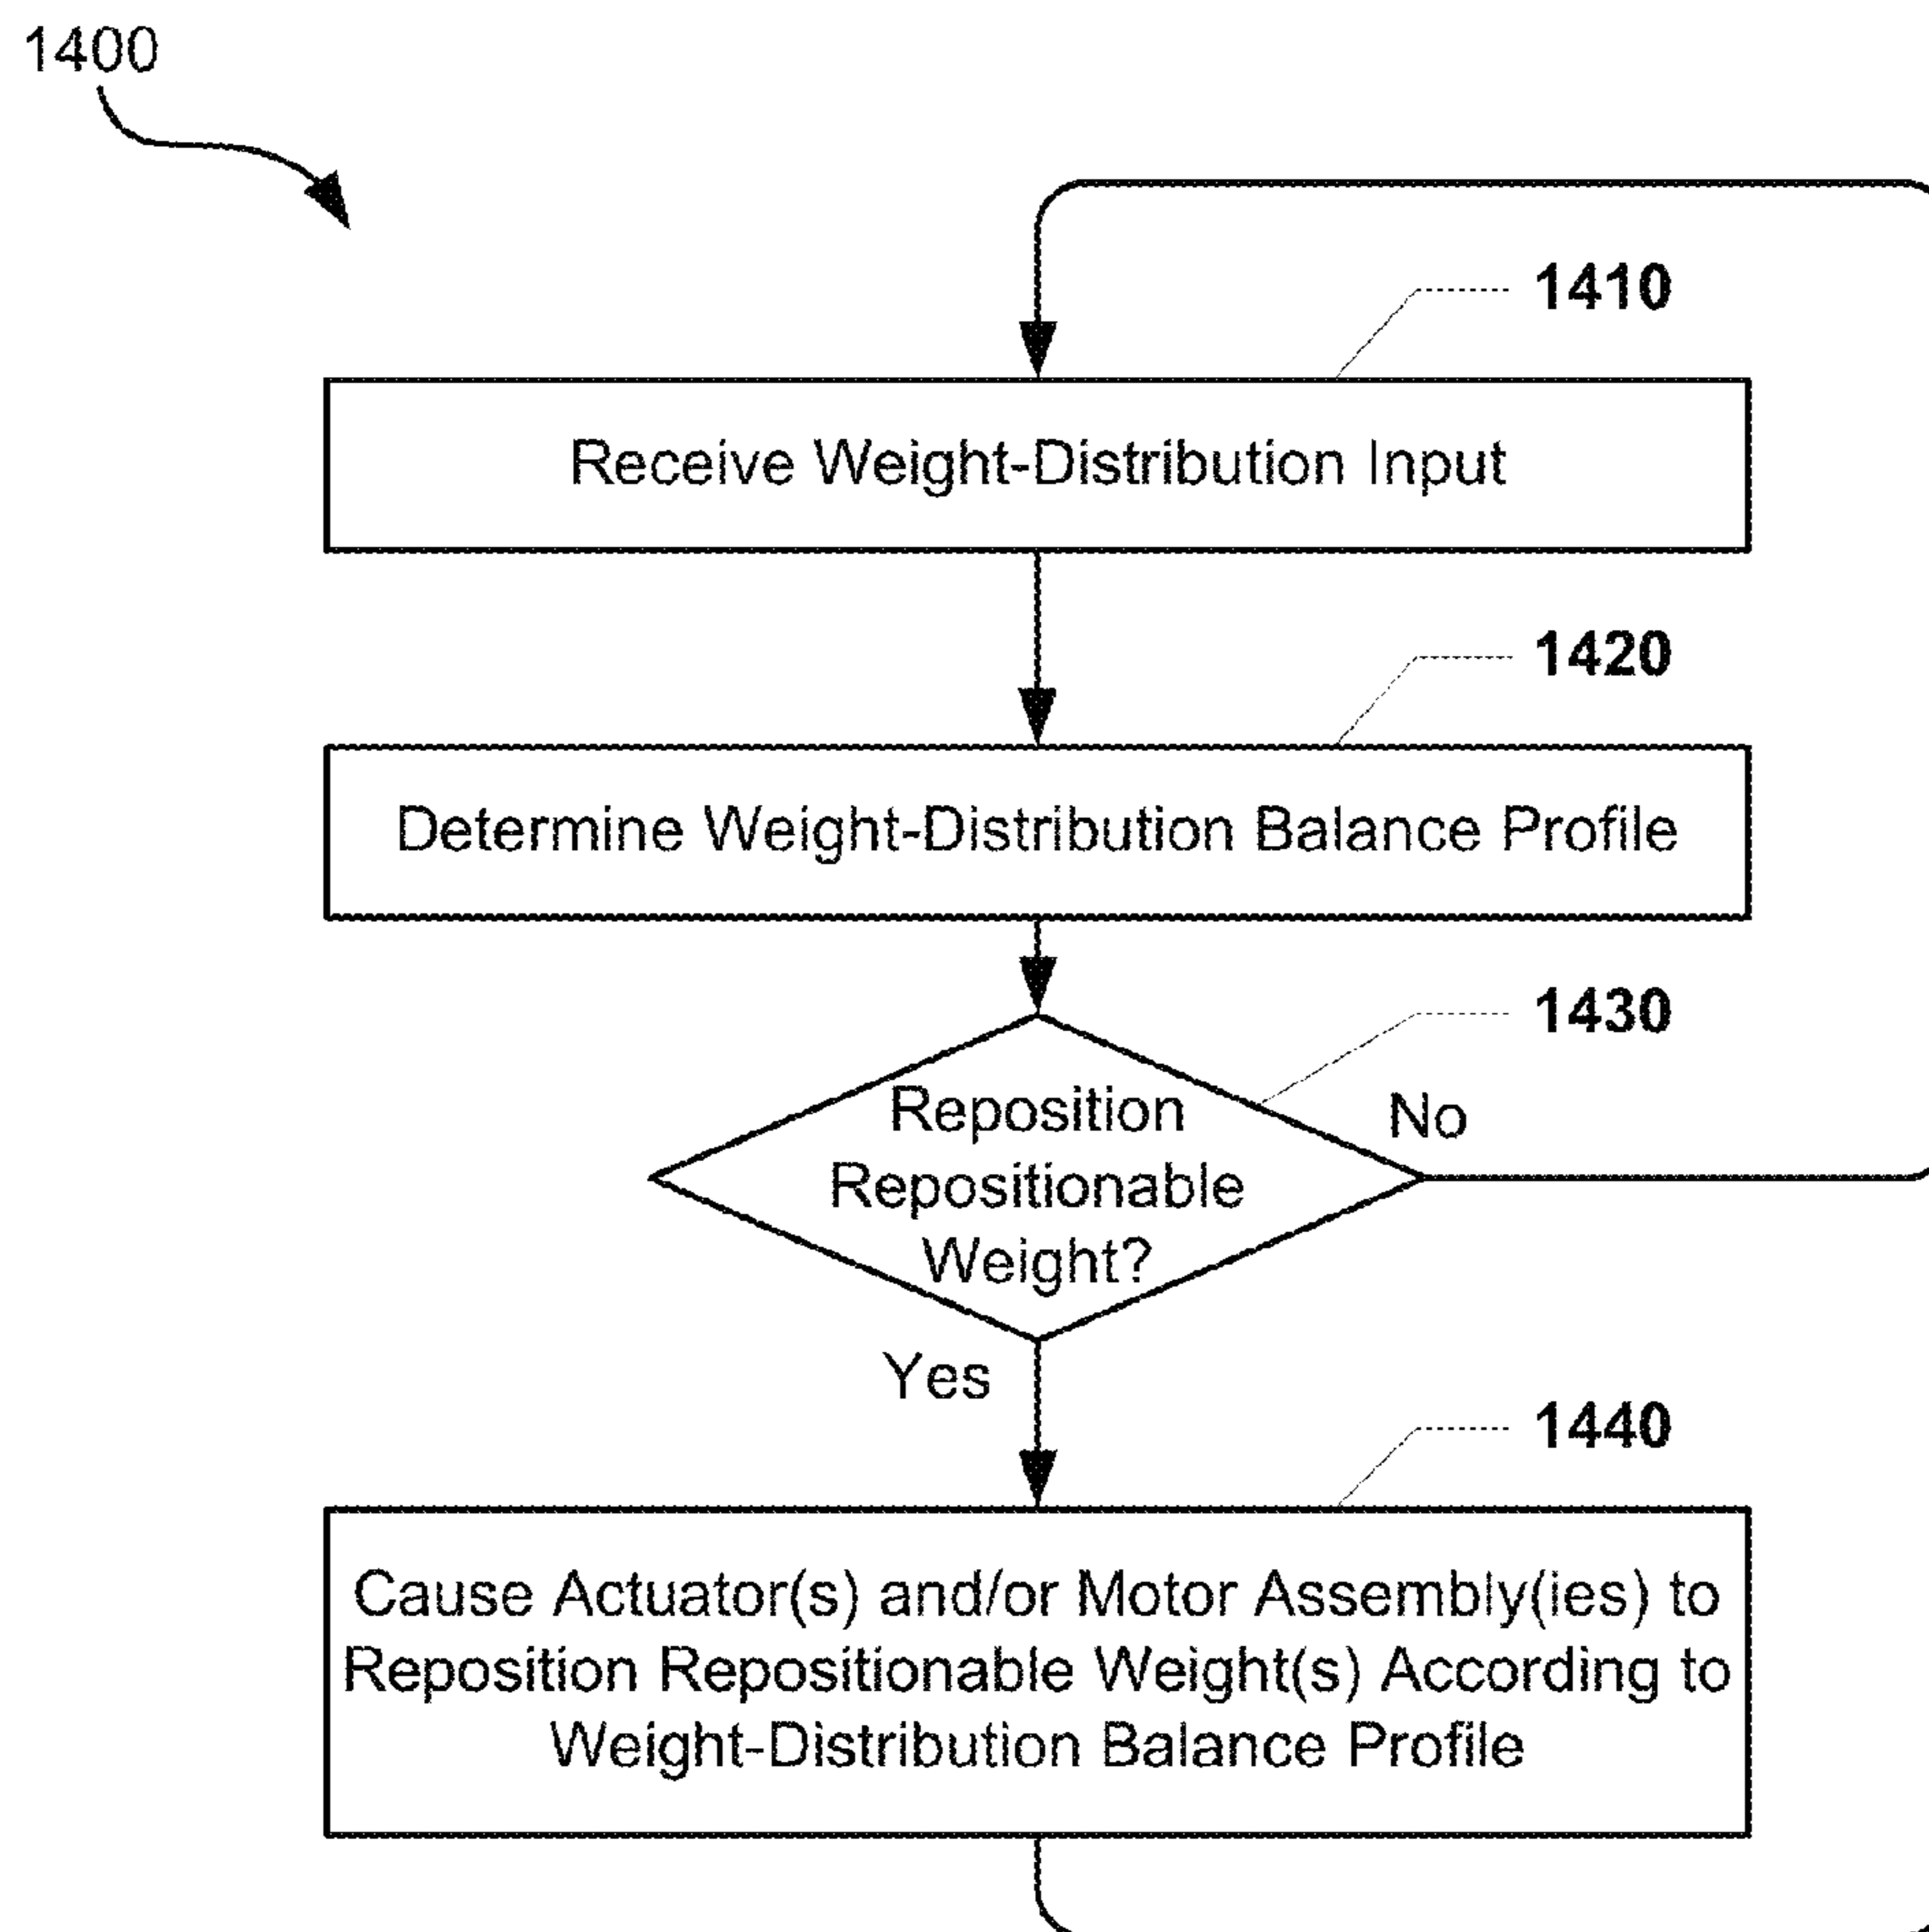 1400
1410
Receive Weight-Distribution Input
1420
Determine Weight-Distribution Balance Profile
1430
Reposition
Repositionable
Weight?
No
Yes
1440
Cause Actuator(s) and/or Motor Assembly(ies) to
Reposition Repositionable Weight(s) According to
Weight-Distribution Balance Profile